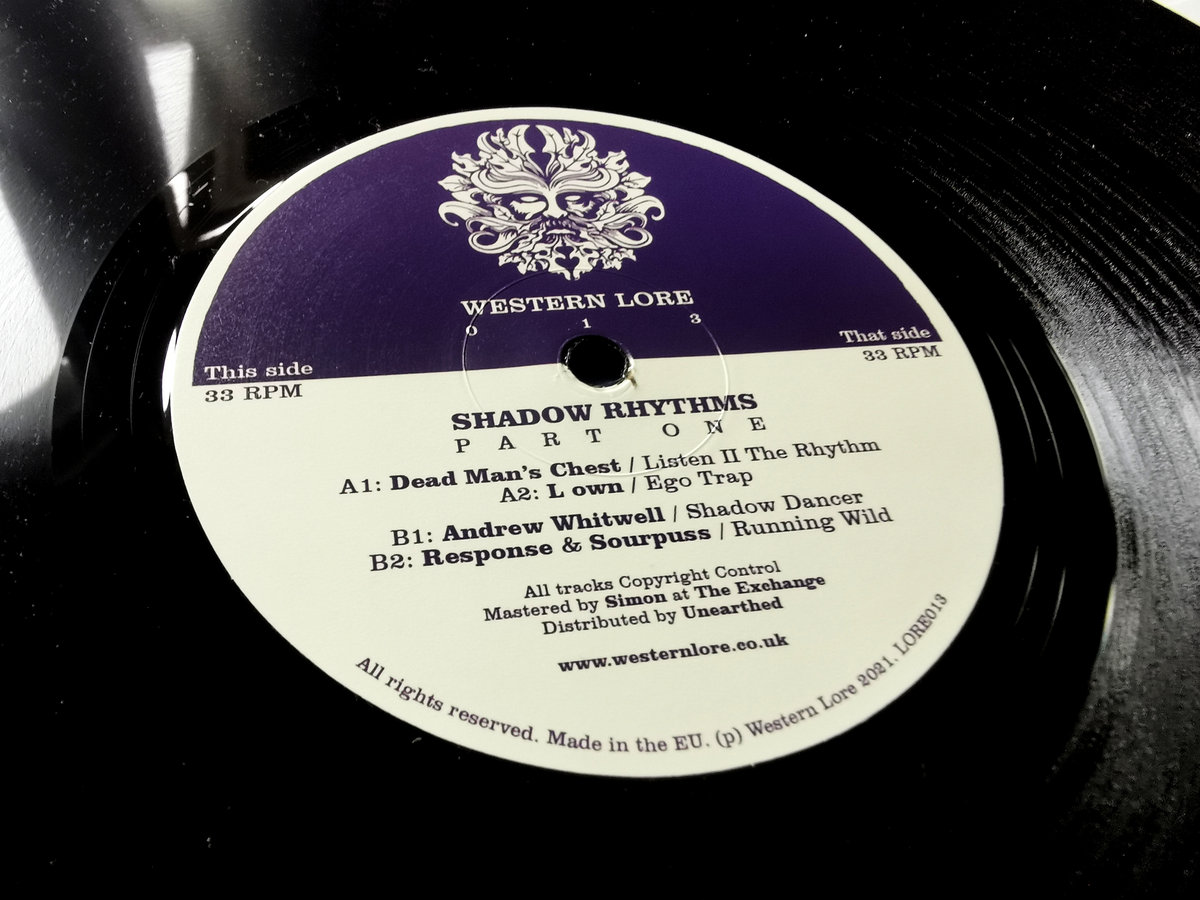 WESTERN LORE
0 1 3
This side
33 RPM
That side
33 RPM
SHADOW RHYTHMS
PART ONE
A1: Dead Man's Chest / Listen II The Rhythm
A2: L own / Ego Trap
B1: Andrew Whitwell / Shadow Dancer
B2: Response & Sourpuss / Running Wild
All tracks Copyright Control
Mastered by Simon at The Exchange
Distributed by Unearthed
www.westernlore.co.uk
All rights reserved. Made in the EU. (p) Western Lore 2021. LORE013